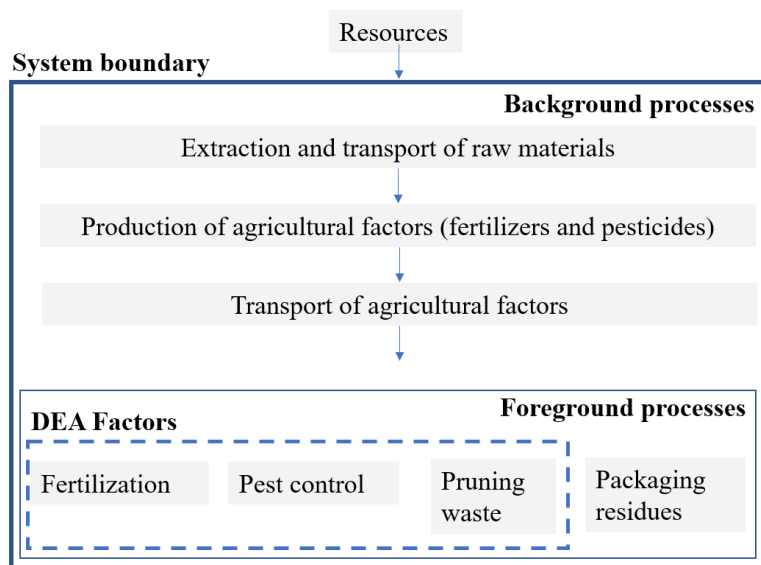 Resources
System boundary
Background processes
Extraction and transport of raw materials
Production of agricultural factors (fertilizers and pesticides)
Transport of agricultural factors
Foreground processes
DEA Factors
Fertilization
Pest control
Pruning
waste
Packaging
residues